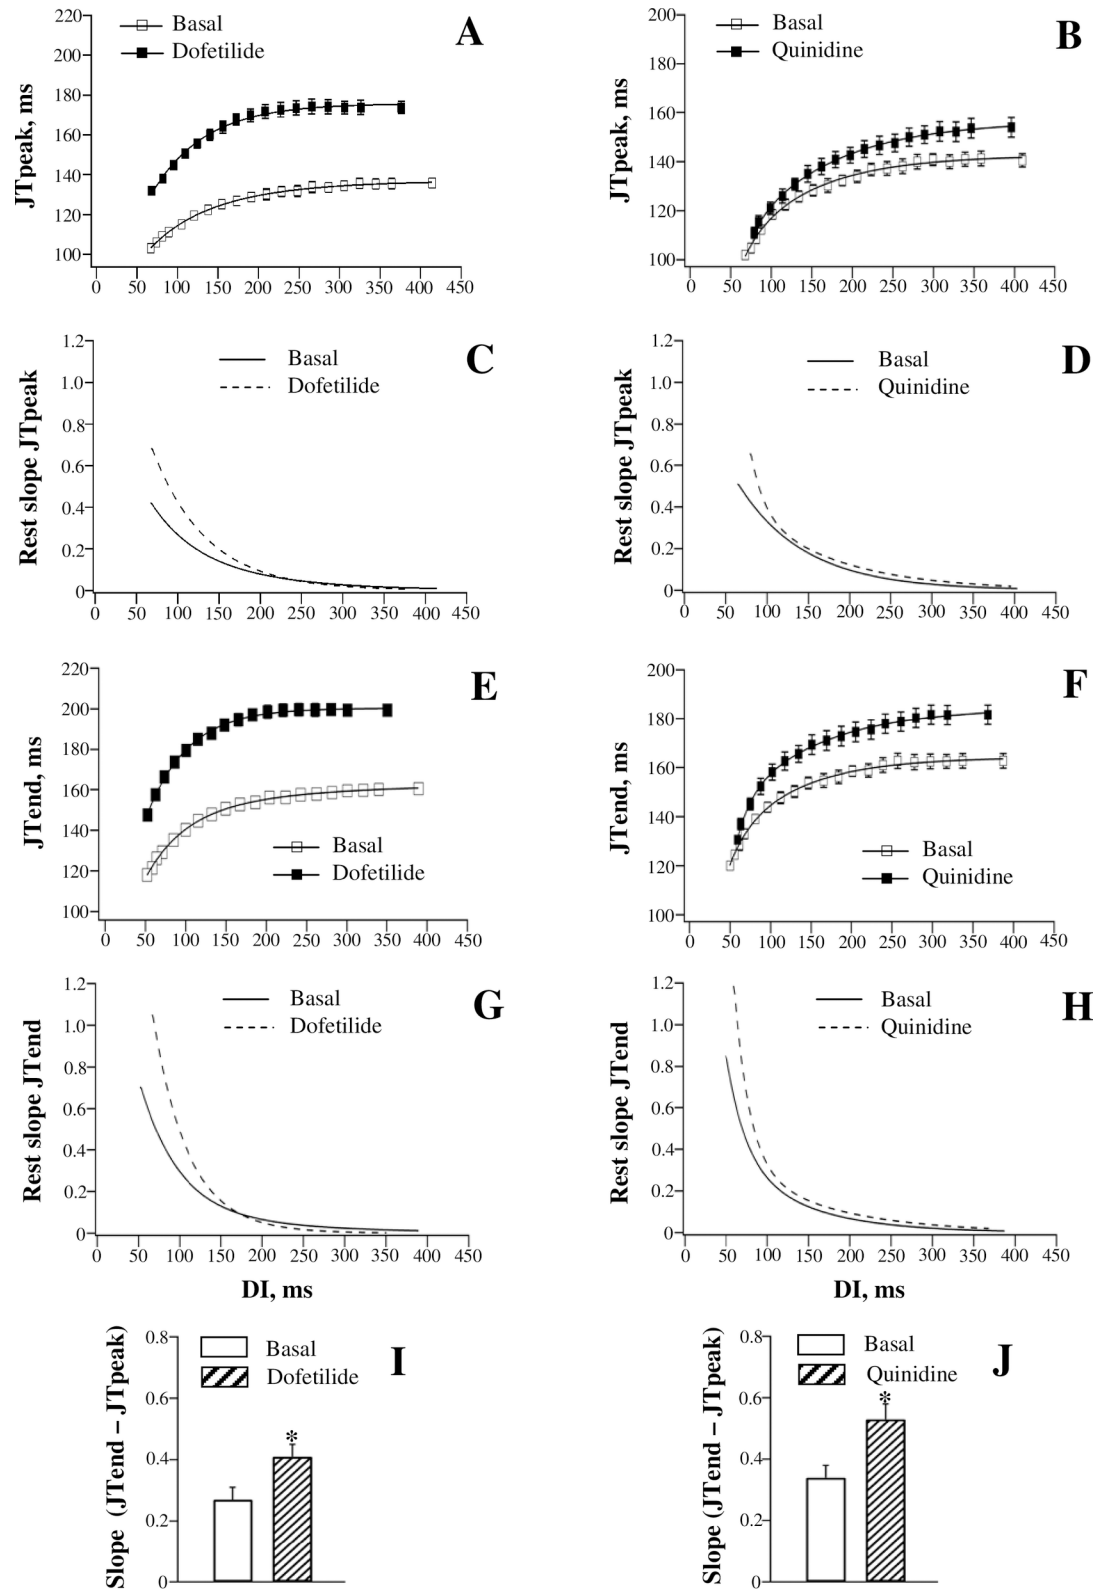 220
200
180
160
140
120
100
JTpeak, ms
Basal
Dofetilide
A
0 50 100 150 200 250 300 350 400 450
200
180
160
140
120
100
JTpeak, ms
Basal
Quinidine
B
0 50 100 150 200 250 300 350 400 450
1.2
1.0
0.8
0.6
0.4
0.2
0
Rest slope JTpeak
Basal
Dofetilide
C
0 50 100 150 200 250 300 350 400 450
1.2
1.0
0.8
0.6
0.4
0.2
0
Rest slope JTpeak
Basal
Quinidine
D
0 50 100 150 200 250 300 350 400 450
220
200
180
160
140
120
100
JTend, ms
E
Basal
Dofetilide
0 50 100 150 200 250 300 350 400 450
200
180
160
140
120
100
JTend, ms
F
Basal
Quinidine
0 50 100 150 200 250 300 350 400 450
1.2
1.0
0.8
0.6
0.4
0.2
0
Rest slope JTend
Basal
Dofetilide
G
0 50 100 150 200 250 300 350 400 450
DI, ms
1.2
1.0
0.8
0.6
0.4
0.2
0
Rest slope JTend
Basal
Quinidine
H
0 50 100 150 200 250 300 350 400 450
DI, ms
0.8
0.6
0.4
0.2
0
Slope (JTend – JTpeak)
Basal
Dofetilide
I
*
0.8
0.6
0.4
0.2
0
Slope (JTend – JTpeak)
Basal
Quinidine
J
*